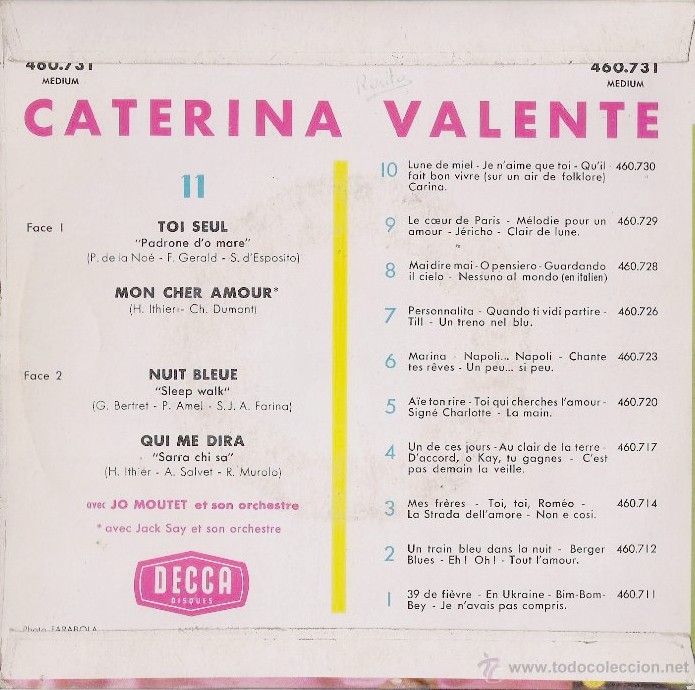 460.731
MEDIUM
460.731
MEDIUM
CATERINA VALENTE
11
Face 1
TOI SEUL
"Padrone d'o mare"
(P. de la Noé - F. Gerald - S. d'Esposito)
MON CHER AMOUR*
(H. Ithier - Ch. Dumont)
Face 2
NUIT BLEUE
"Sleep walk"
(G. Bertret - P. Amel - S. J. A. Farina)
QUI ME DIRA
"Sarra chi sa"
(H. Ithier - A. Salvet - R. Murolo)
avec JO MOUTET et son orchestre
* avec Jack Say et son orchestre
DECCA
DISQUES
Photo FARABOLA
10 Lune de miel - Je n'aime que toi - Qu'il 460.730
fait bon vivre (sur un air de folklore)
Carina.
9 Le cœur de Paris - Mélodie pour un 460.729
amour - Jéricho - Clair de lune.
8 Mai dire mai - O pensiero - Guardando 460.728
il cielo - Nessuno al mondo (en italien)
7 Personnalita - Quando ti vidi partire - 460.726
Till - Un treno nel blu.
6 Marina - Napoli... Napoli - Chante 460.723
tes rêves - Un peu... si peu.
5 Aïe ton rire - Toi qui cherches l'amour - 460.720
Signé Charlotte - La main.
4 Un de ces jours - Au clair de la terre - 460.717
D'accord, o Kay, tu gagnes - C'est
pas demain la veille.
3 Mes frères - Toi, toi, Roméo - 460.714
La Strada dell'amore - Non e cosi.
2 Un train bleu dans la nuit - Berger 460.712
Blues - Eh! Oh! - Tout l'amour.
1 39 de fièvre - En Ukraine - Bim-Bom- 460.711
Bey - Je n'avais pas compris.
www.todocoleccion.net